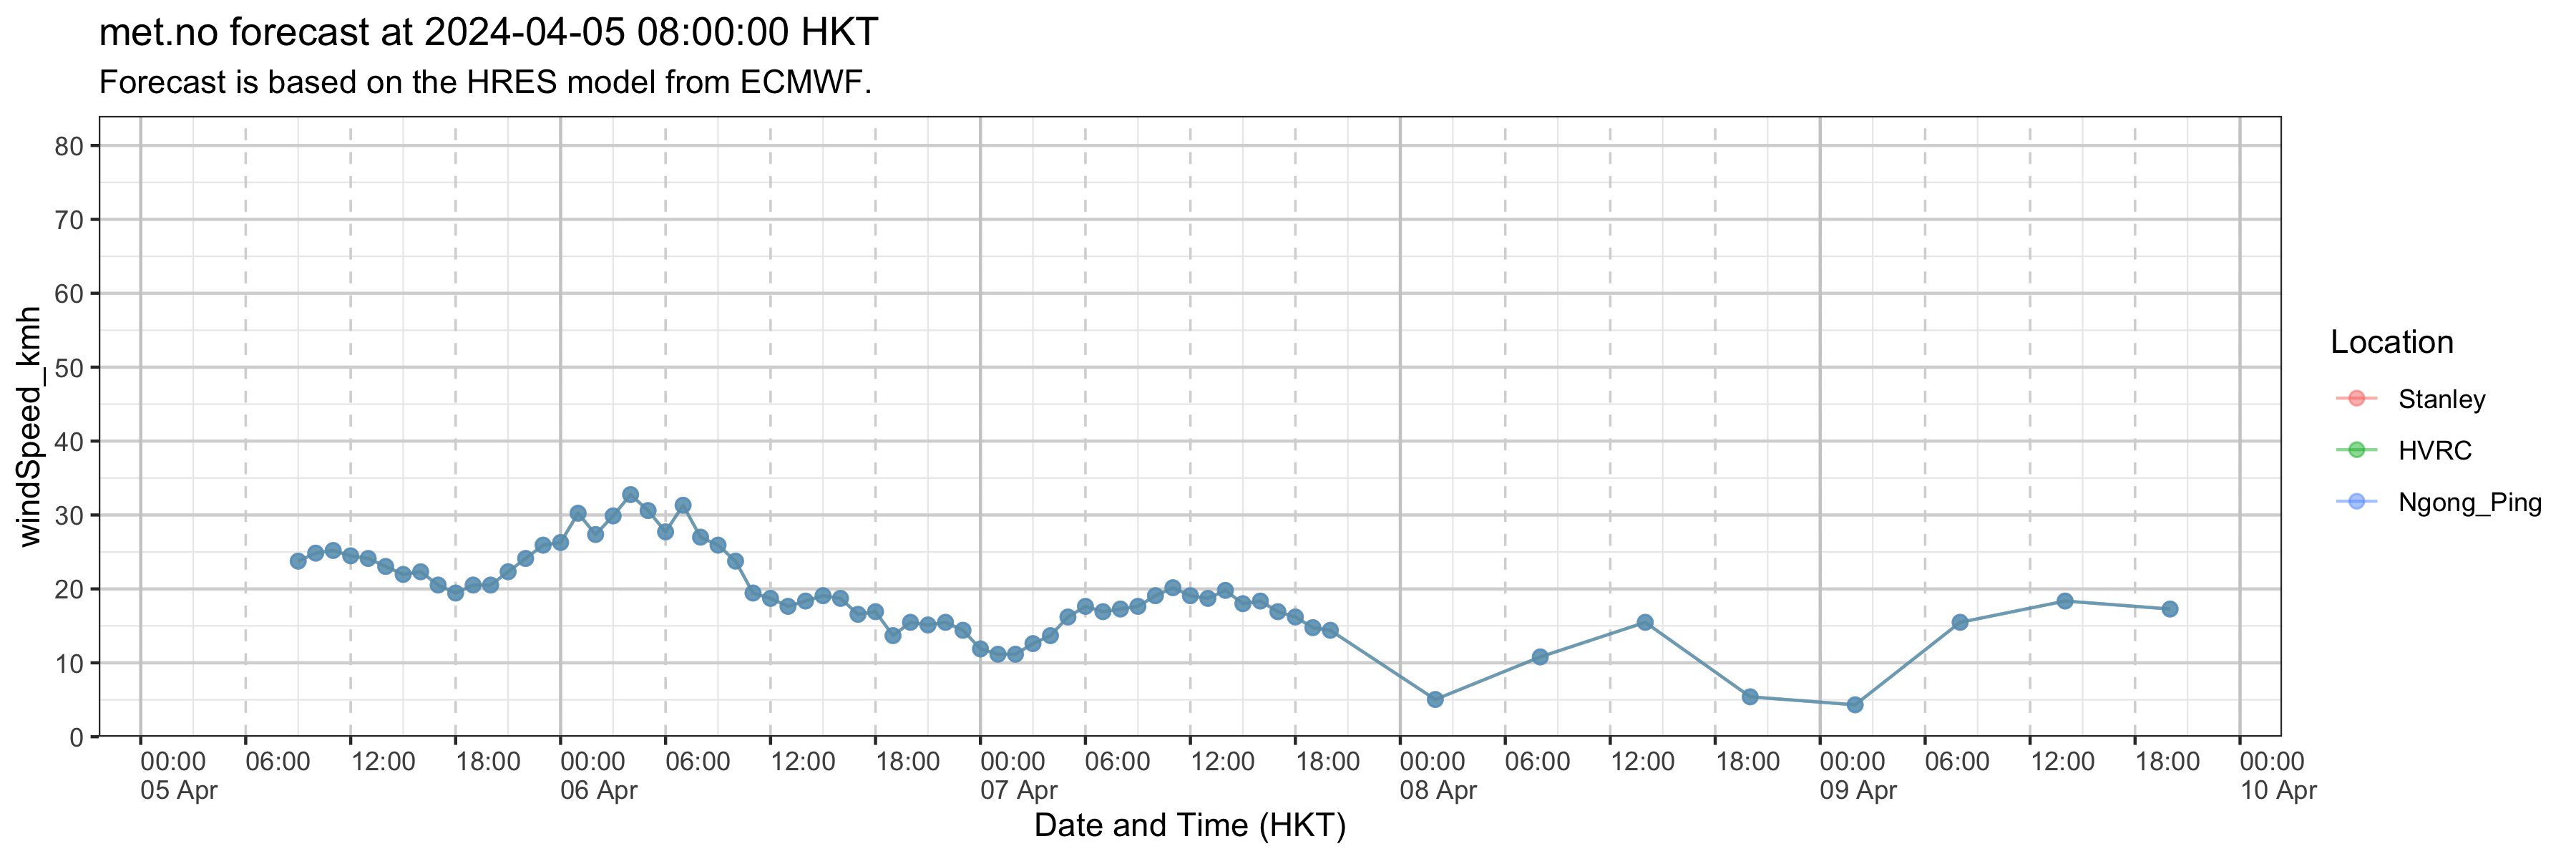 met.no forecast at 2024-04-05 08:00:00 HKT
Forecast is based on the HRES model from ECMWF.
windSpeed_kmh
80
70
60
50
40
30
20
10
0
00:00 06:00 12:00 18:00 00:00 06:00 12:00 18:00 00:00 06:00 12:00 18:00 00:00 06:00 12:00 18:00 00:00 06:00 12:00 18:00 00:00
05 Apr 06 Apr 07 Apr 08 Apr 09 Apr 10 Apr
Date and Time (HKT)
Location
Stanley
HVRC
Ngong_Ping